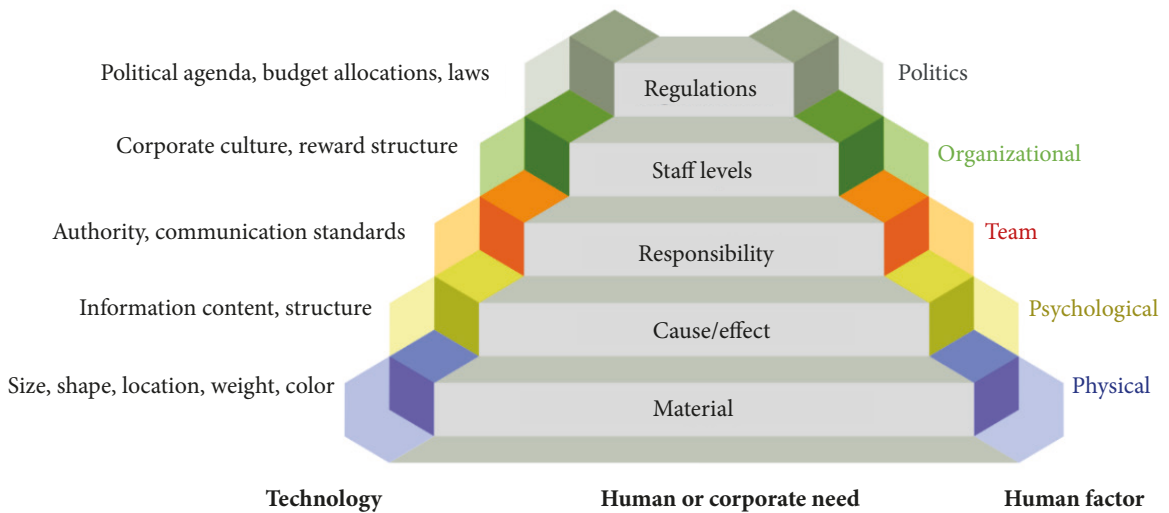 Political agenda, budget allocations, laws
Regulations
Politics
Corporate culture, reward structure
Staff levels
Organizational
Authority, communication standards
Responsibility
Team
Information content, structure
Cause/effect
Psychological
Size, shape, location, weight, color
Material
Physical
Technology
Human or corporate need
Human factor